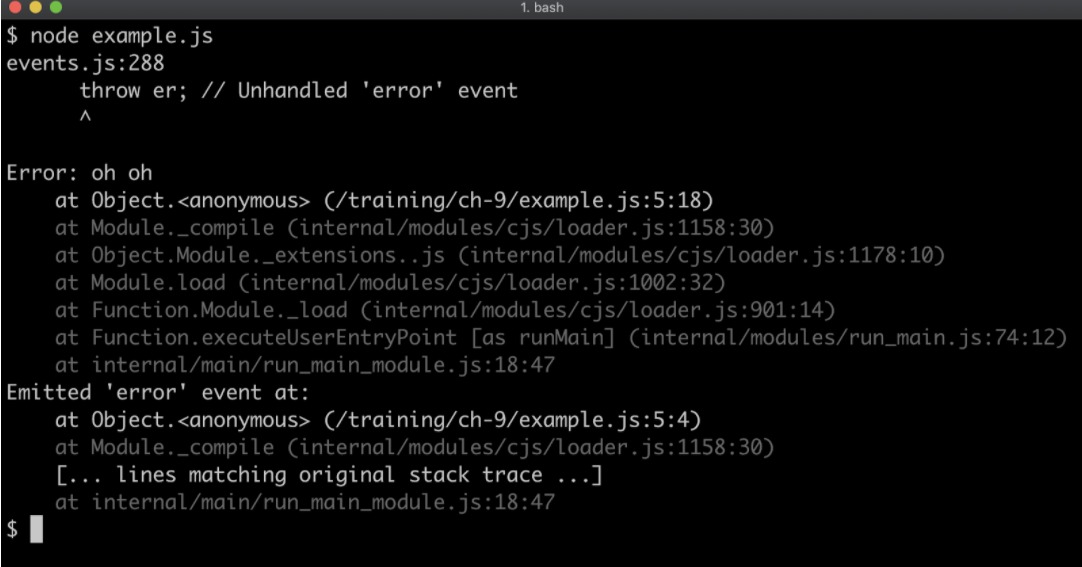 1. bash
$ node example.js
events.js:288
      throw er; // Unhandled 'error' event
      ^

Error: oh oh
    at Object.<anonymous> (/training/ch-9/example.js:5:18)
    at Module._compile (internal/modules/cjs/loader.js:1158:30)
    at Object.Module._extensions..js (internal/modules/cjs/loader.js:1178:10)
    at Module.load (internal/modules/cjs/loader.js:1002:32)
    at Function.Module._load (internal/modules/cjs/loader.js:901:14)
    at Function.executeUserEntryPoint [as runMain] (internal/modules/run_main.js:74:12)
    at internal/main/run_main_module.js:18:47
Emitted 'error' event at:
    at Object.<anonymous> (/training/ch-9/example.js:5:4)
    at Module._compile (internal/modules/cjs/loader.js:1158:30)
    [... lines matching original stack trace ...]
    at internal/main/run_main_module.js:18:47
$